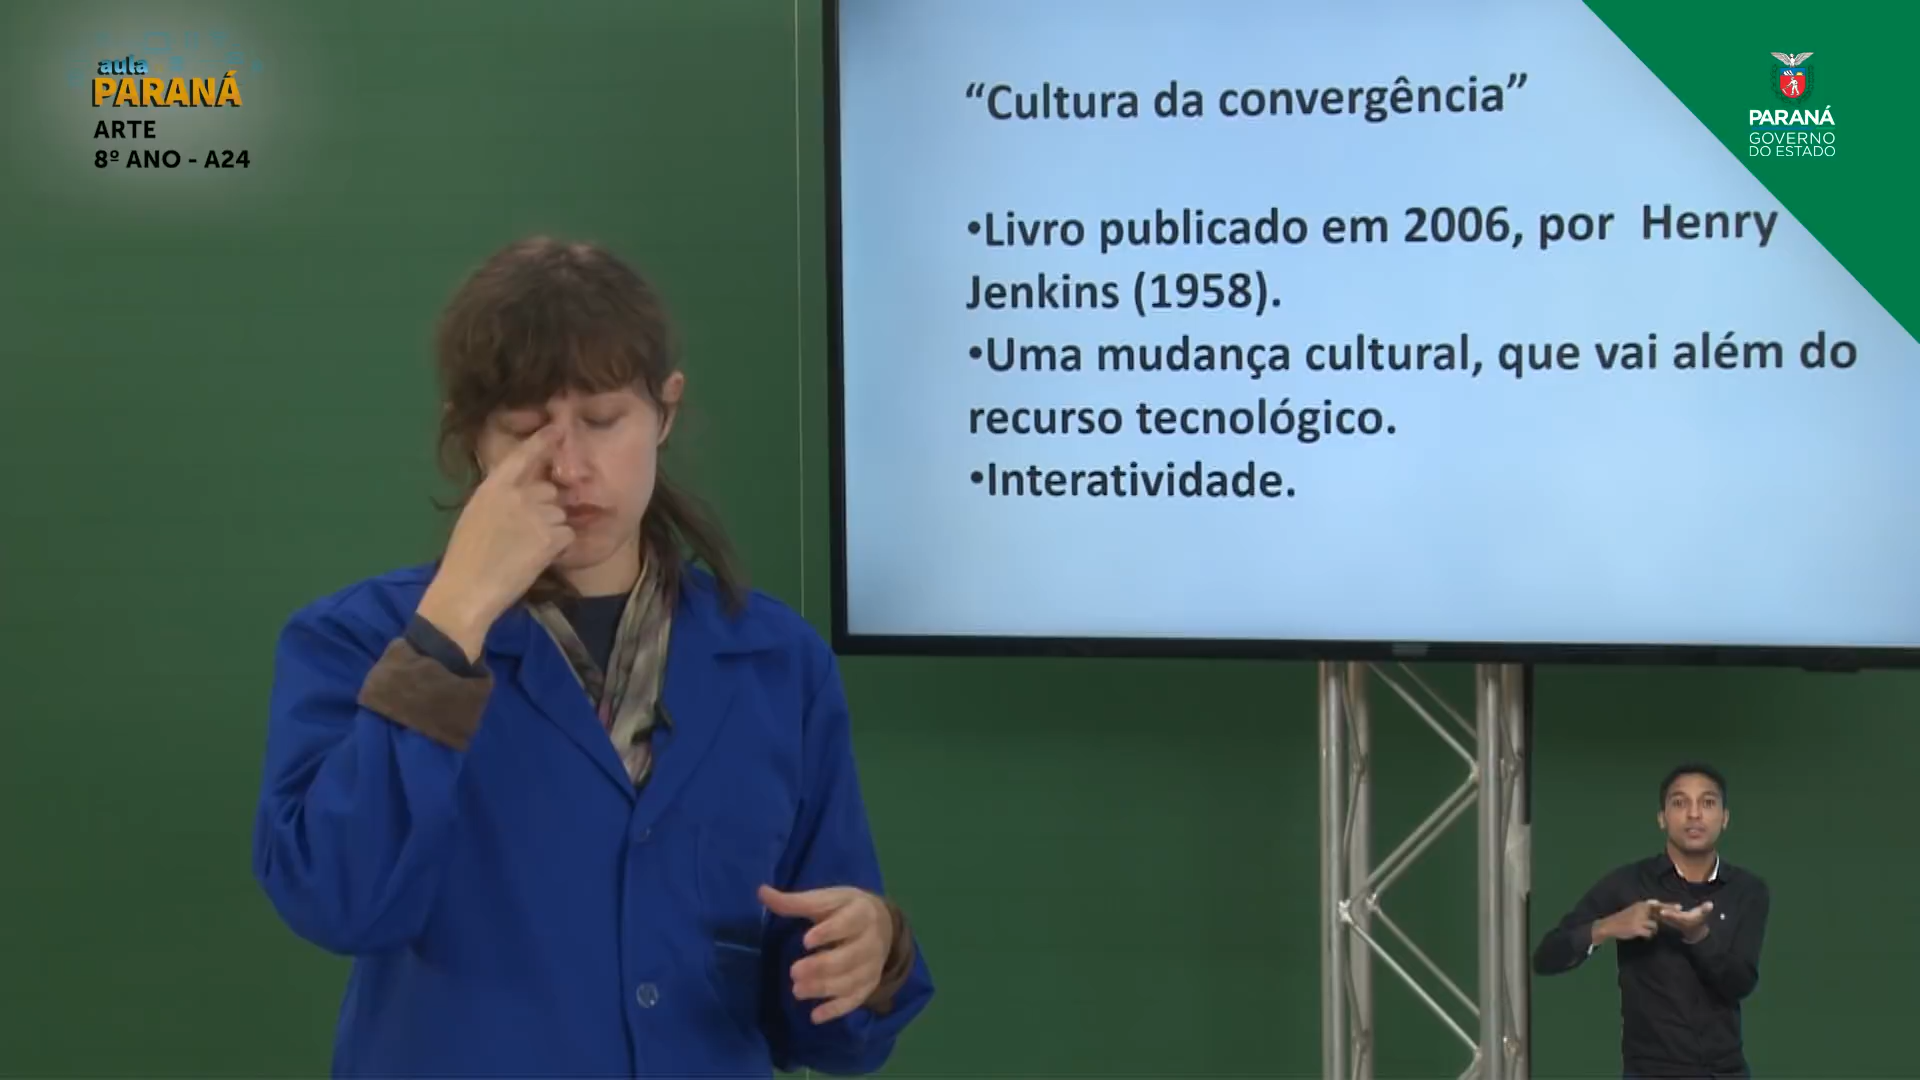 aula
PARANÁ
ARTE
8º ANO - A24
“Cultura da convergência”
•Livro publicado em 2006, por Henry
Jenkins (1958).
•Uma mudança cultural, que vai além do
recurso tecnológico.
•Interatividade.
PARANÁ
GOVERNO
DO ESTADO